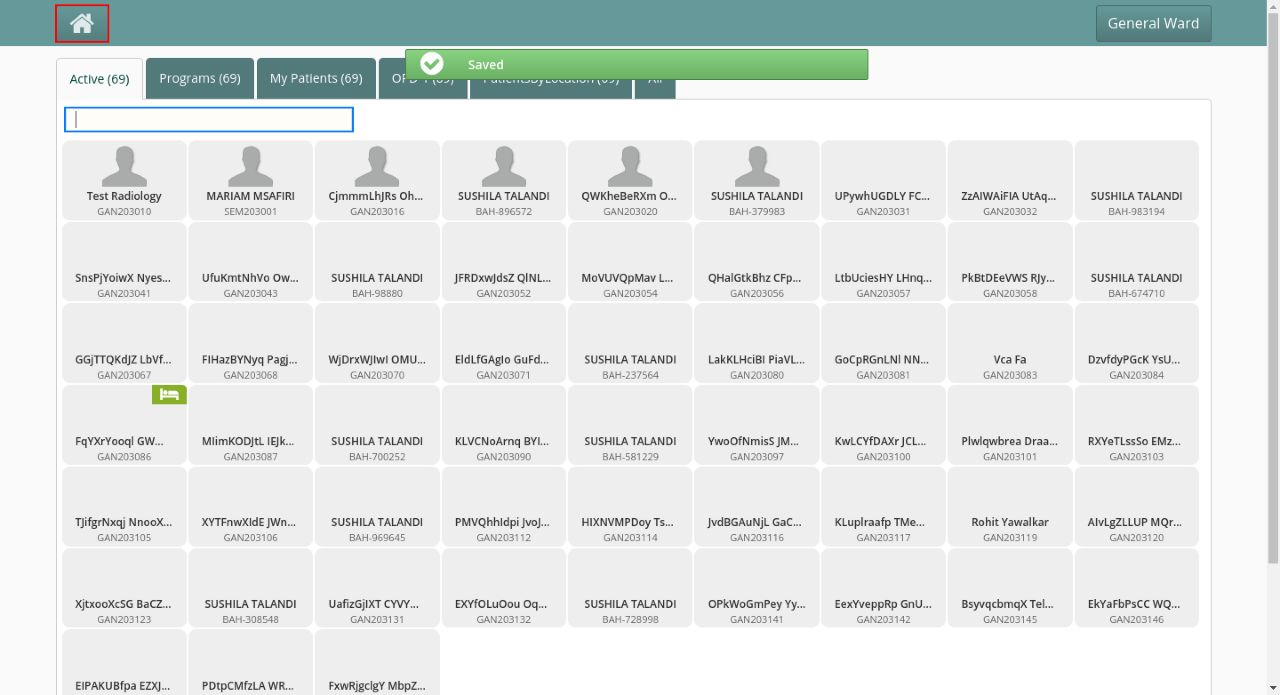 General Ward
Saved
Active (69)
Programs (69)
My Patients (69)
Test Radiology
GAN203010
MARIAM MSAFIRI
SEM203001
CjmmmLhJRs Oh...
GAN203016
SUSHILA TALANDI
BAH-896572
QWKheBeRXm O...
GAN203020
SUSHILA TALANDI
BAH-379983
UPywhUGDLY FC...
GAN203031
ZzAIWAiFIA UtAq...
GAN203032
SUSHILA TALANDI
BAH-983194
SnsPjYoiwX Nyes...
GAN203041
UfuKmtNhVo Ow...
GAN203043
SUSHILA TALANDI
BAH-98880
JFRDxwJdsZ QlNL...
GAN203052
MoVUVQpMav L...
GAN203054
QHalGtkBhz CFp...
GAN203056
LtbUciesHY LHnq...
GAN203057
PkBtDEeVWS RJy...
GAN203058
SUSHILA TALANDI
BAH-674710
GGjTTQKdJZ LbVf...
GAN203067
FIHazBYNyq Pagj...
GAN203068
WjDrxWJIwI OMU...
GAN203070
EldLfGAgIo GuFd...
GAN203071
SUSHILA TALANDI
BAH-237564
LakKLHciBI PiaVL...
GAN203080
GoCpRGnLNl NN...
GAN203081
Vca Fa
GAN203083
DzvfdyPGcK YsU...
GAN203084
FqYXrYooql GW...
GAN203086
MlimKODJtL IEJk...
GAN203087
SUSHILA TALANDI
BAH-700252
KLVCNoArnq BYI...
GAN203090
SUSHILA TALANDI
BAH-581229
YwoOfNmisS JM...
GAN203097
KwLCYfDAXr JCL...
GAN203100
Plwlqwbrea Draa...
GAN203101
RXYeTLssSo EMz...
GAN203103
TJifgrNxqj NnooX...
GAN203105
XYTFnwXIdE JWn...
GAN203106
SUSHILA TALANDI
BAH-969645
PMVQhhIdpi JvoJ...
GAN203112
HIXNVMPDoy Ts...
GAN203114
JvdBGAuNjL GaC...
GAN203116
KLuplraafp TMe...
GAN203117
Rohit Yawalkar
GAN203119
AIvLgZLLUP MQr...
GAN203120
XjtxooXcSG BaCZ...
GAN203123
SUSHILA TALANDI
BAH-308548
UafizGjIXT CYVY...
GAN203131
EXYfOLuOou Oq...
GAN203132
SUSHILA TALANDI
BAH-728998
OPkWoGmPey Yy...
GAN203141
EexYveppRp GnU...
GAN203142
BsyvqcbmqX Tel...
GAN203145
EkYaFbPsCC WQ...
GAN203146
EIPAKUBfpa EZXJ...
PDtpCMfzLA WR...
FxwRjgclgY MbpZ...